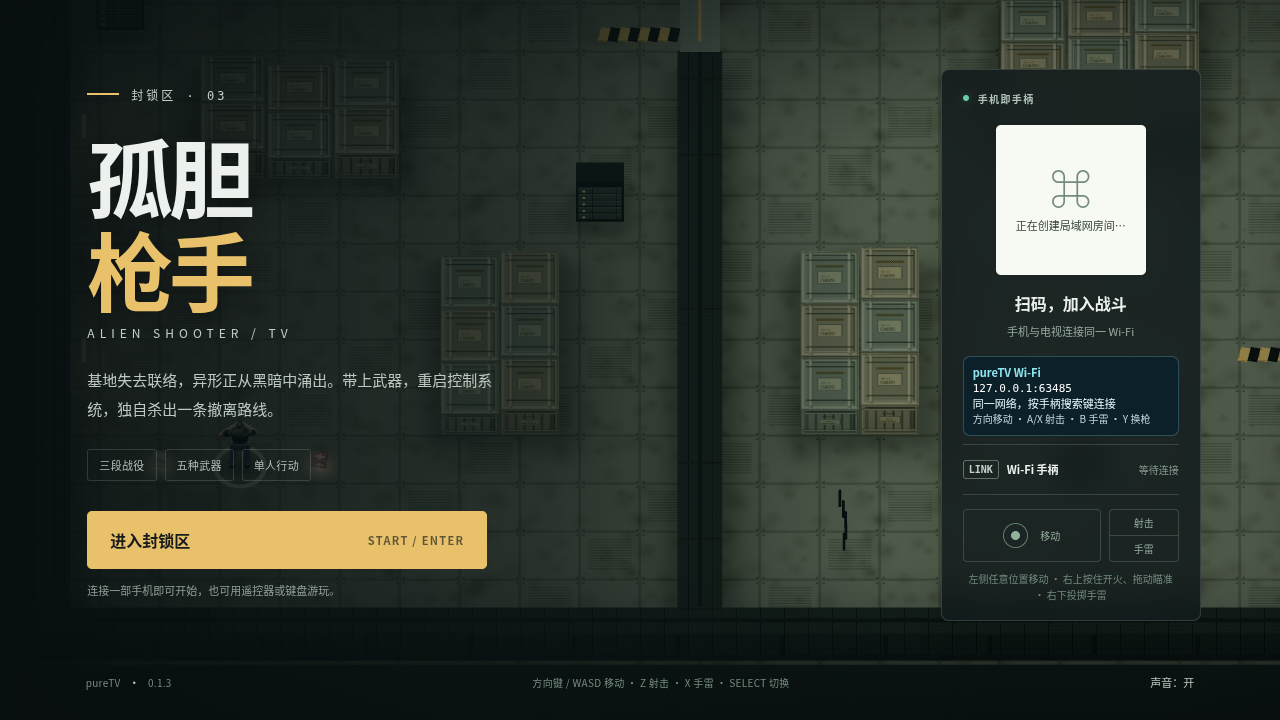 封锁区 · 03
孤胆
枪手
ALIEN SHOOTER / TV
基地失去联络，异形正从黑暗中涌出。带上武器，重启控制系
统，独自杀出一条撤离路线。
三段战役 五种武器 单人行动
进入封锁区 START / ENTER
连接一部手机即可开始，也可用遥控器或键盘游玩。
手机即手柄
正在创建局域网房间…
扫码，加入战斗
手机与电视连接同一 Wi-Fi
pureTV Wi-Fi
127.0.0.1:63485
同一网络，按手柄搜索键连接
方向移动 · A/X 射击 · B 手雷 · Y 换枪
LINK Wi-Fi 手柄 等待连接
移动
射击
手雷
左侧任意位置移动 · 右上按住开火、拖动瞄准
· 右下投掷手雷
pureTV · 0.1.3
方向键 / WASD 移动 · Z 射击 · X 手雷 · SELECT 切换
声音：开